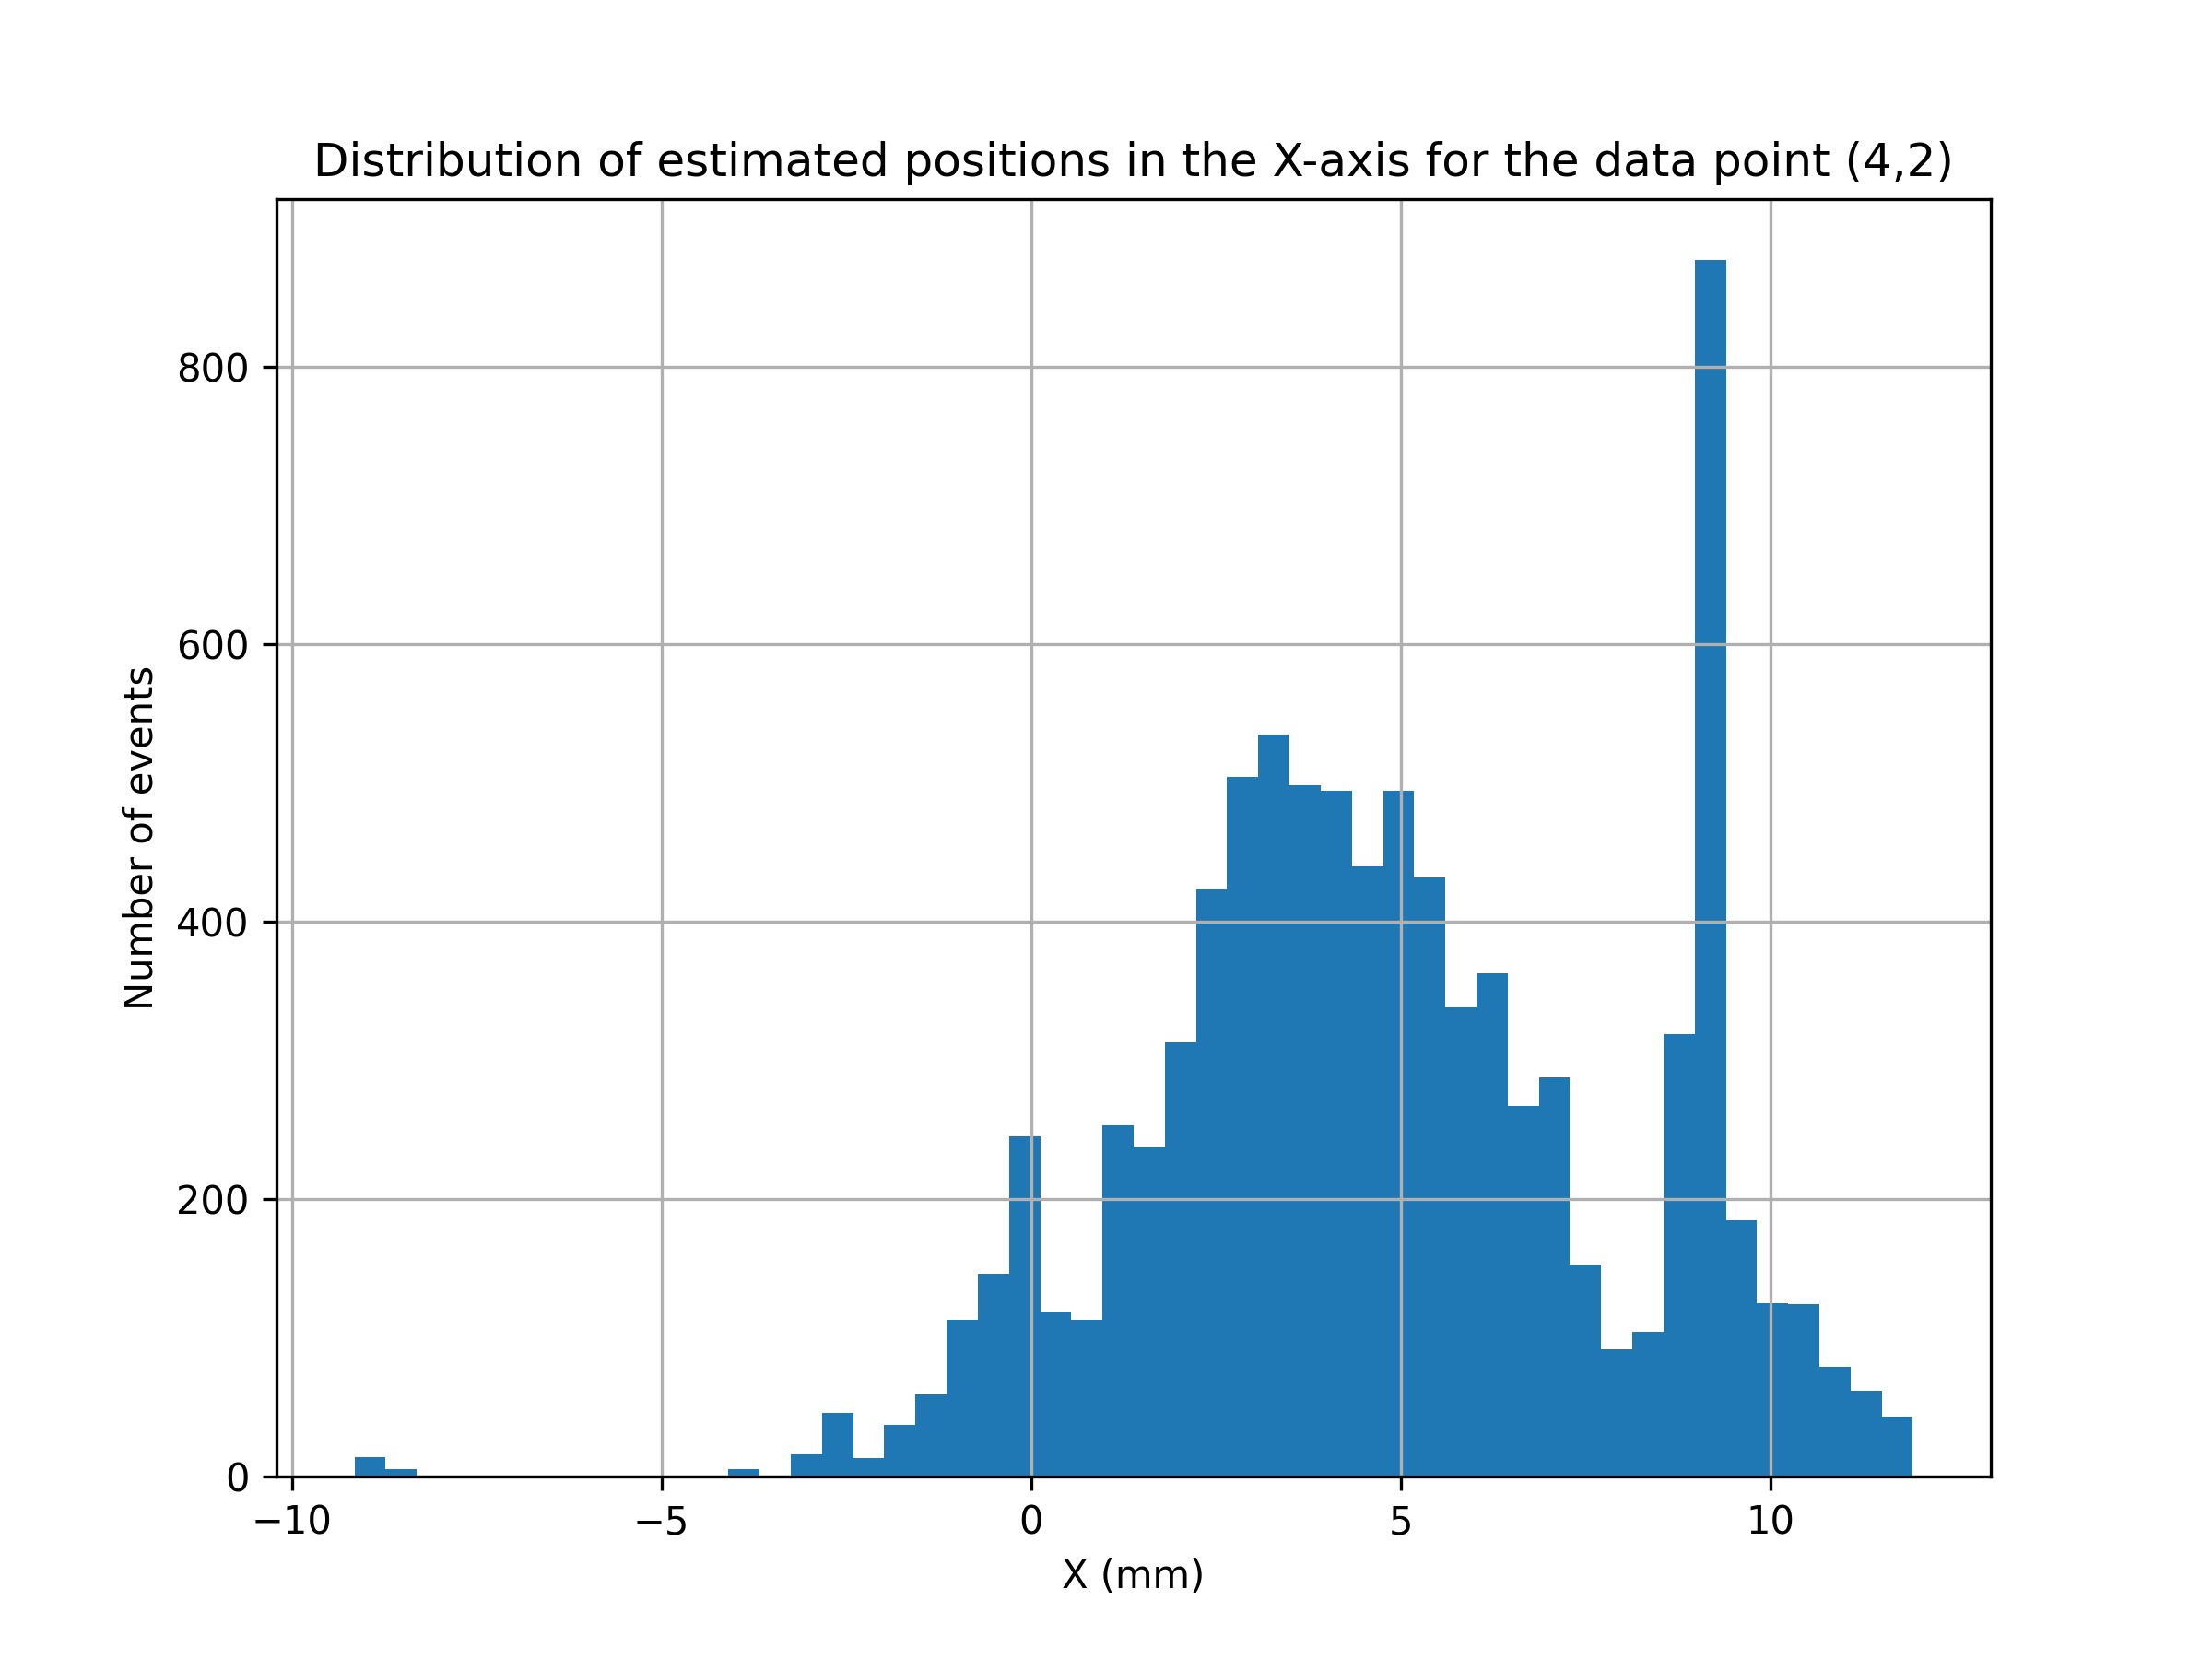 Distribution of estimated positions in the X-axis for the data point (4,2)
800
600
400
200
0
Number of events
−10 −5 0 5 10
X (mm)